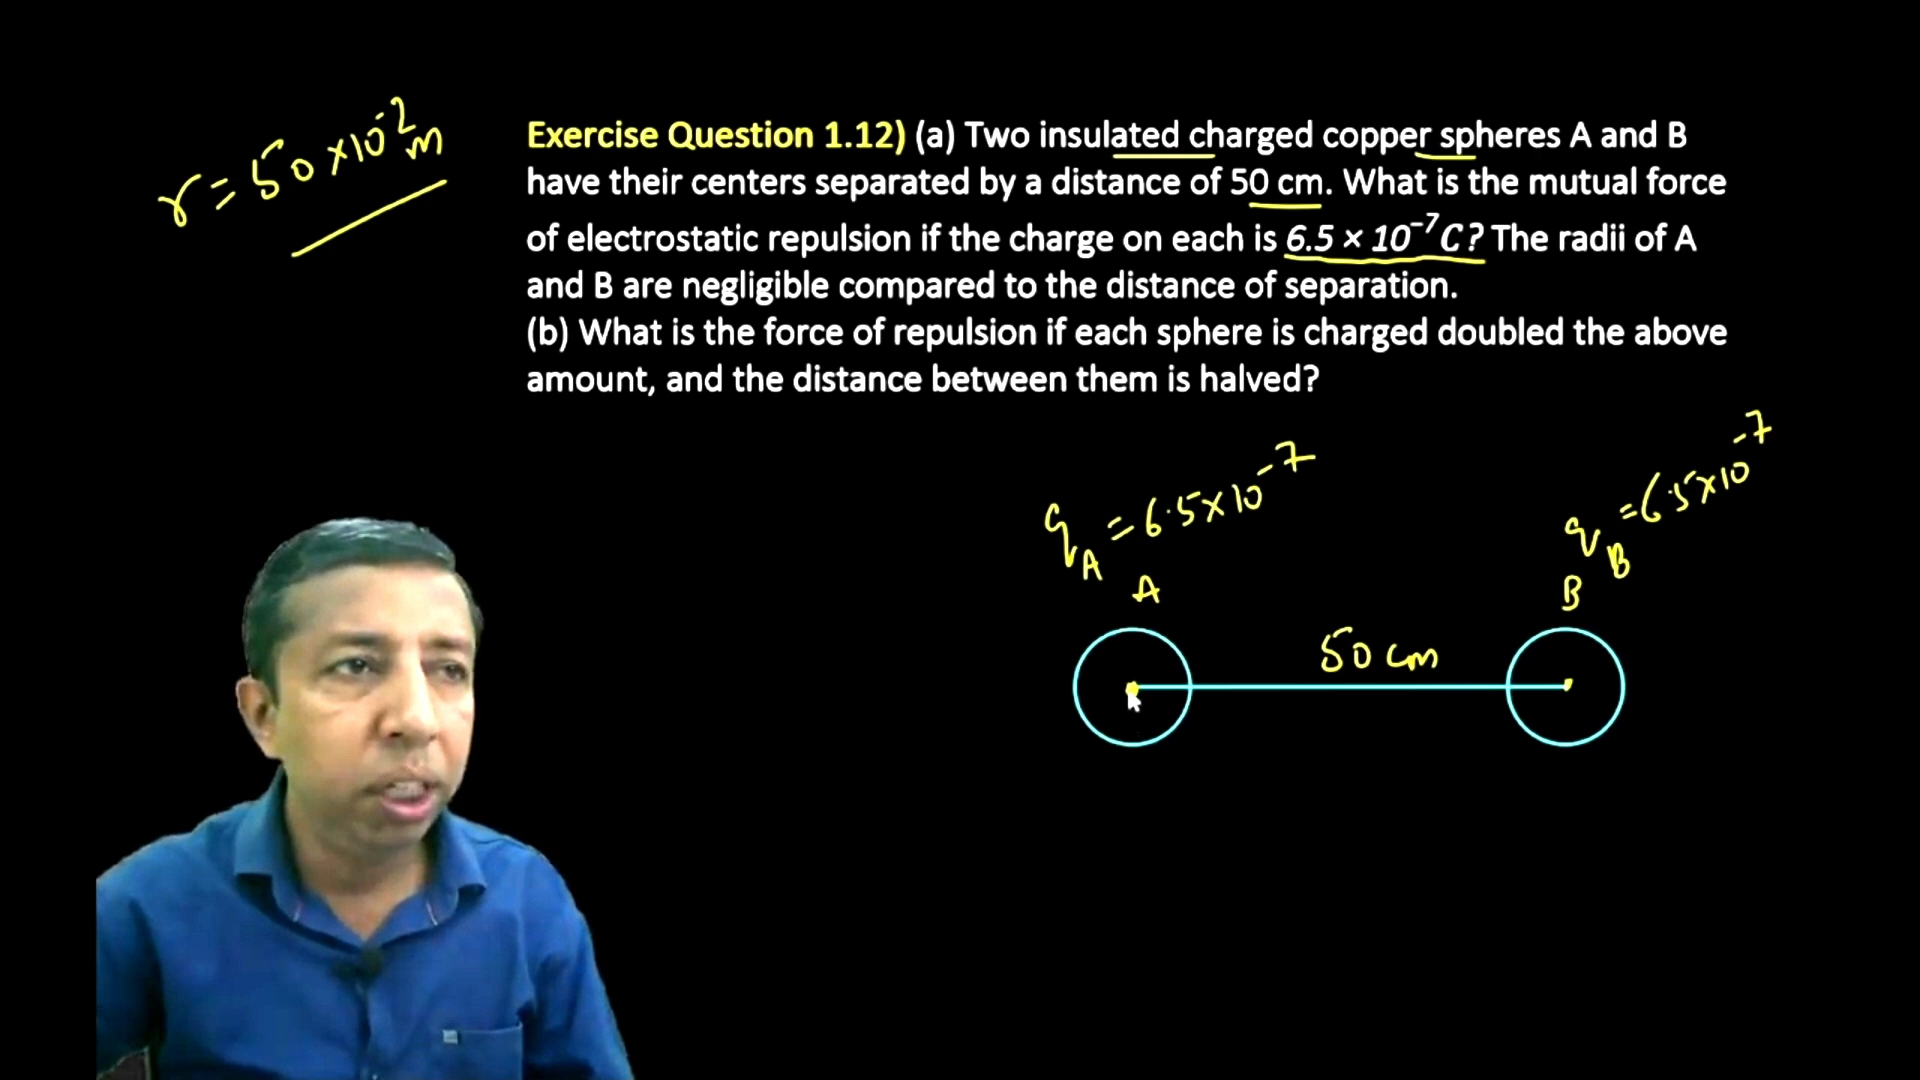 r = 50 × 10⁻² m
Exercise Question 1.12) (a) Two insulated charged copper spheres A and B
have their centers separated by a distance of 50 cm. What is the mutual force
of electrostatic repulsion if the charge on each is 6.5 × 10⁻⁷ C? The radii of A
and B are negligible compared to the distance of separation.
(b) What is the force of repulsion if each sphere is charged doubled the above
amount, and the distance between them is halved?
q_A = 6.5 × 10⁻⁷
q_B = 6.5 × 10⁻⁷
A
B
50 cm